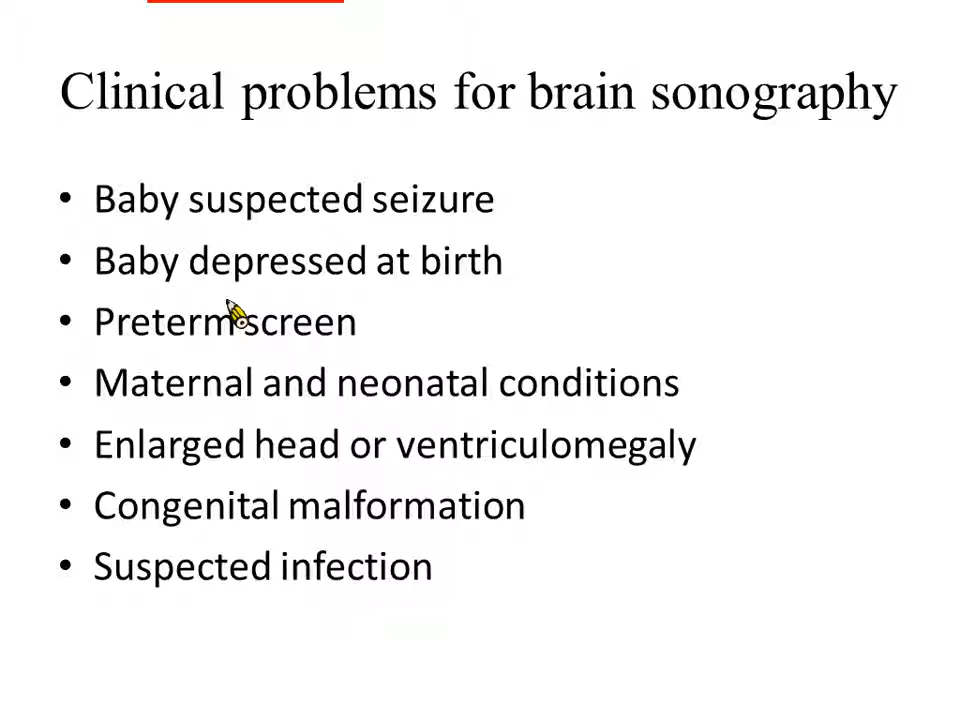 Clinical problems for brain sonography
• Baby suspected seizure
• Baby depressed at birth
• Preterm screen
• Maternal and neonatal conditions
• Enlarged head or ventriculomegaly
• Congenital malformation
• Suspected infection